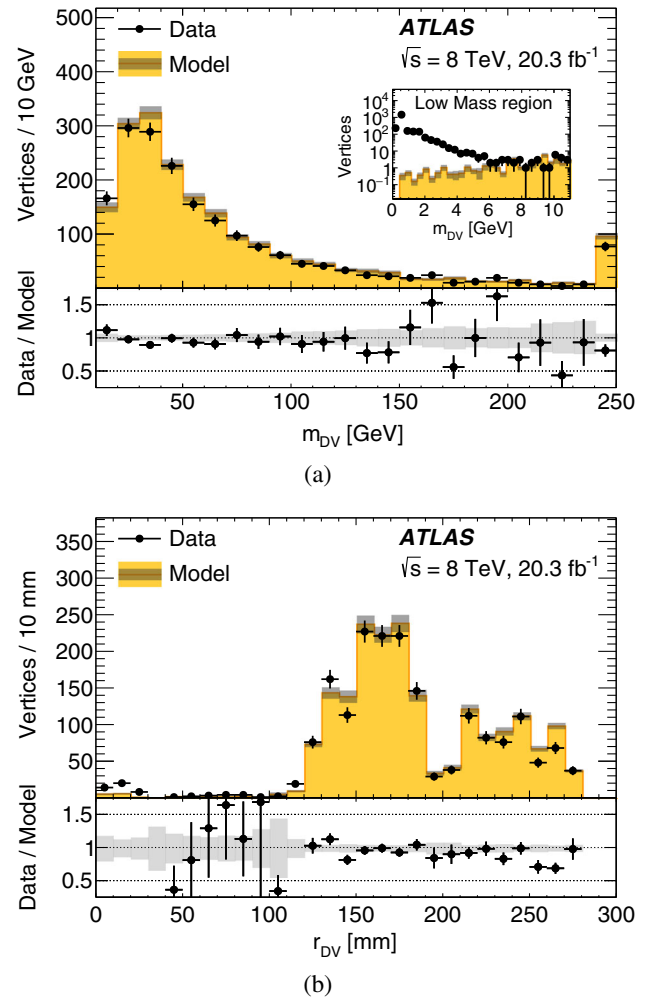 500
400
300
200
100
Vertices / 10 GeV
Data
Model
ATLAS
√s = 8 TeV, 20.3 fb⁻¹
Low Mass region
Vertices
10⁴
10³
10²
10
1
10⁻¹
0 2 4 6 8 10
m_DV [GeV]
Data / Model
1.5
1
0.5
50 100 150 200 250
m_DV [GeV]
(a)
350
300
250
200
150
100
50
Vertices / 10 mm
Data
Model
ATLAS
√s = 8 TeV, 20.3 fb⁻¹
Data / Model
1.5
1
0.5
0 50 100 150 200 250 300
r_DV [mm]
(b)